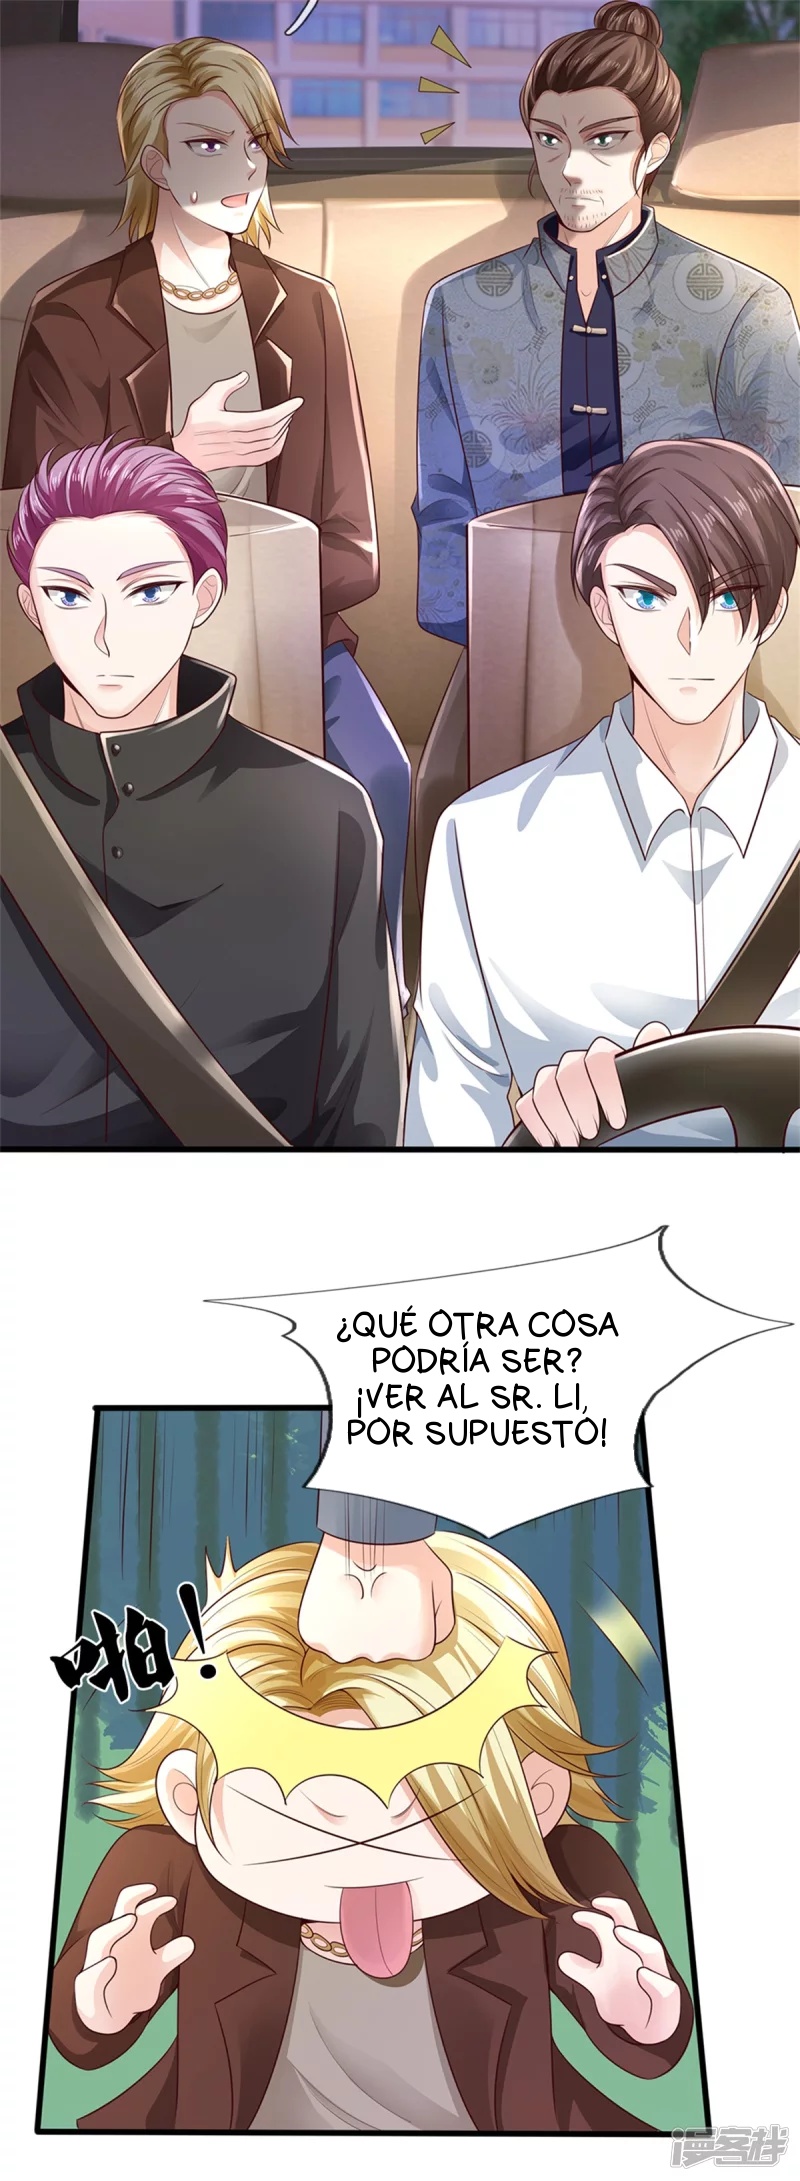 ¿QUÉ OTRA COSA
PODRÍA SER?
¡VER AL SR. LI,
POR SUPUESTO!
啪!
漫客栈